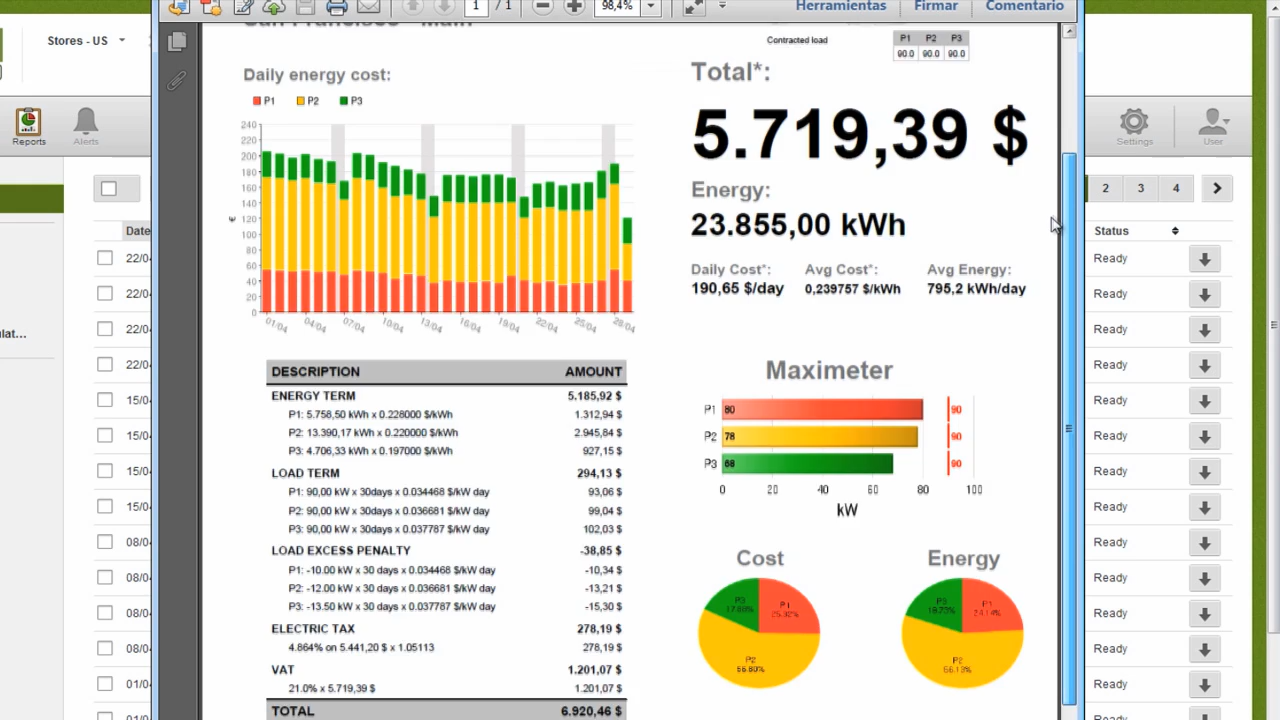 1 / 1
98,4%
Herramientas
Firmar
Comentario
Stores - US
Reports
Alerts
Settings
User
2 3 4
Date
Status
22/04 Ready
22/0 Ready
22/0 Ready
22/0 Ready
15/0 Ready
15/0 Ready
15/0 Ready
15/0 Ready
08/0 Ready
08/0 Ready
08/0 Ready
08/0 Ready
01/0 Ready
Ready
ulat...
San Francisco - Main
Contracted load
P1 P2 P3
90.0 90.0 90.0
Daily energy cost:
P1 P2 P3
240
220
200
180
160
140
120
100
80
60
40
20
0
€
01/04 04/04 07/04 10/04 13/04 16/04 19/04 22/04 25/04 28/04
Total*:
5.719,39 $
Energy:
23.855,00 kWh
Daily Cost*: Avg Cost*: Avg Energy:
190,65 $/day 0,239757 $/kWh 795,2 kWh/day
DESCRIPTION AMOUNT
ENERGY TERM 5.185,92 $
P1: 5.758,50 kWh x 0.228000 $/kWh 1.312,94 $
P2: 13.390,17 kWh x 0.220000 $/kWh 2.945,84 $
P3: 4.706,33 kWh x 0.197000 $/kWh 927,15 $
LOAD TERM 294,13 $
P1: 90,00 kW x 30days x 0.034468 $/kW day 93,06 $
P2: 90,00 kW x 30days x 0.036681 $/kW day 99,04 $
P3: 90,00 kW x 30days x 0.037787 $/kW day 102,03 $
LOAD EXCESS PENALTY -38,85 $
P1: -10.00 kW x 30 days x 0.034468 $/kW day -10,34 $
P2: -12.00 kW x 30 days x 0.036681 $/kW day -13,21 $
P3: -13.50 kW x 30 days x 0.037787 $/kW day -15,30 $
ELECTRIC TAX 278,19 $
4.864% on 5.441,20 $ x 1.05113 278,19 $
VAT 1.201,07 $
21.0% x 5.719,39 $ 1.201,07 $
TOTAL 6.920,46 $
Maximeter
P1 80 90
P2 78 90
P3 68 90
0 20 40 60 80 100
kW
Cost
P3
P1
P2
Energy
P3
P1
P2